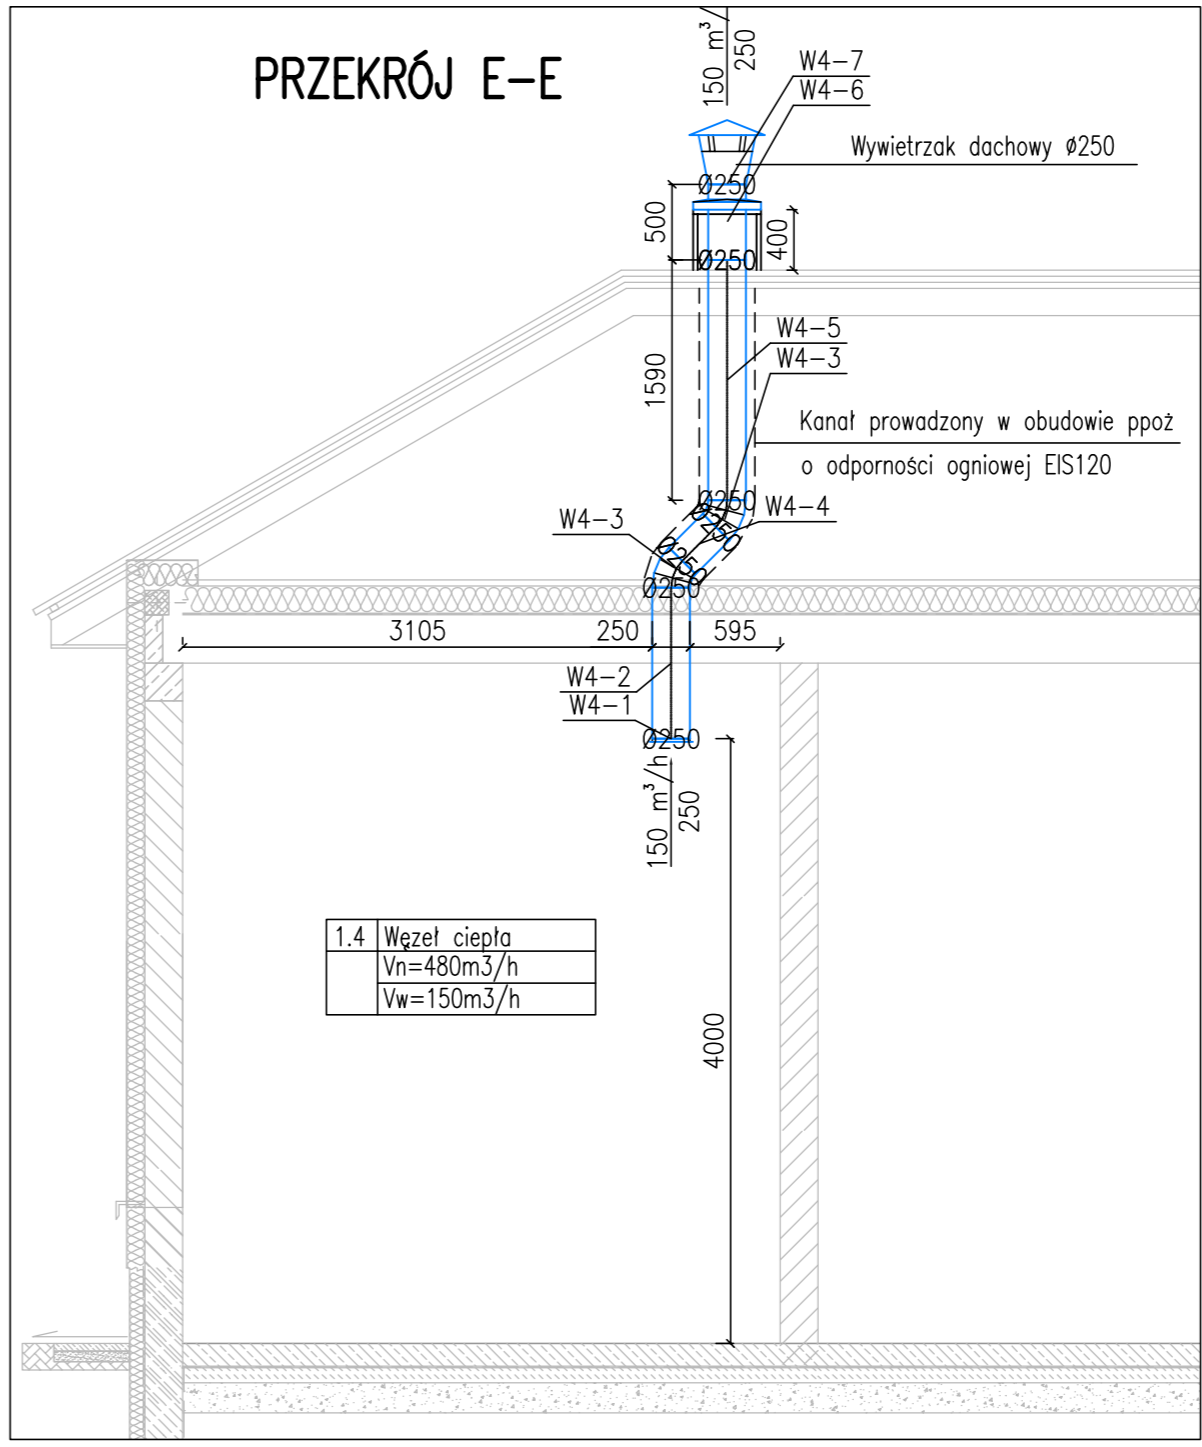 PRZEKRÓJ E-E
150 m³/
250
W4-7
W4-6
Wywietrzak dachowy ø250
Ø250
500
400
Ø250
W4-5
W4-3
1590
Kanał prowadzony w obudowie ppoż
o odporności ogniowej EIS120
Ø250
W4-4
Ø250
W4-3
Ø250
Ø250
3105
250
595
W4-2
W4-1
Ø250
150 m³/h
250
1.4 Węzeł ciepła
Vn=480m3/h
Vw=150m3/h
4000